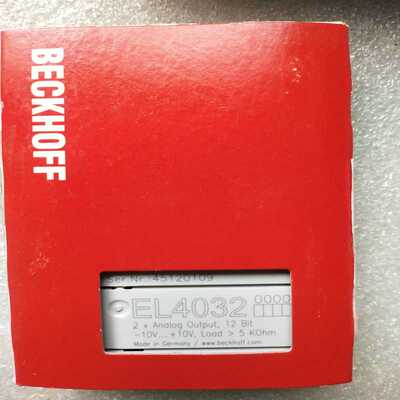 BECKHOFF
Ser.Nr.:45120109
EL4032
2 x Analog Output, 12 Bit
-10V...+10V, Load > 5 KOhm
Made in Germany / www.beckhoff.com